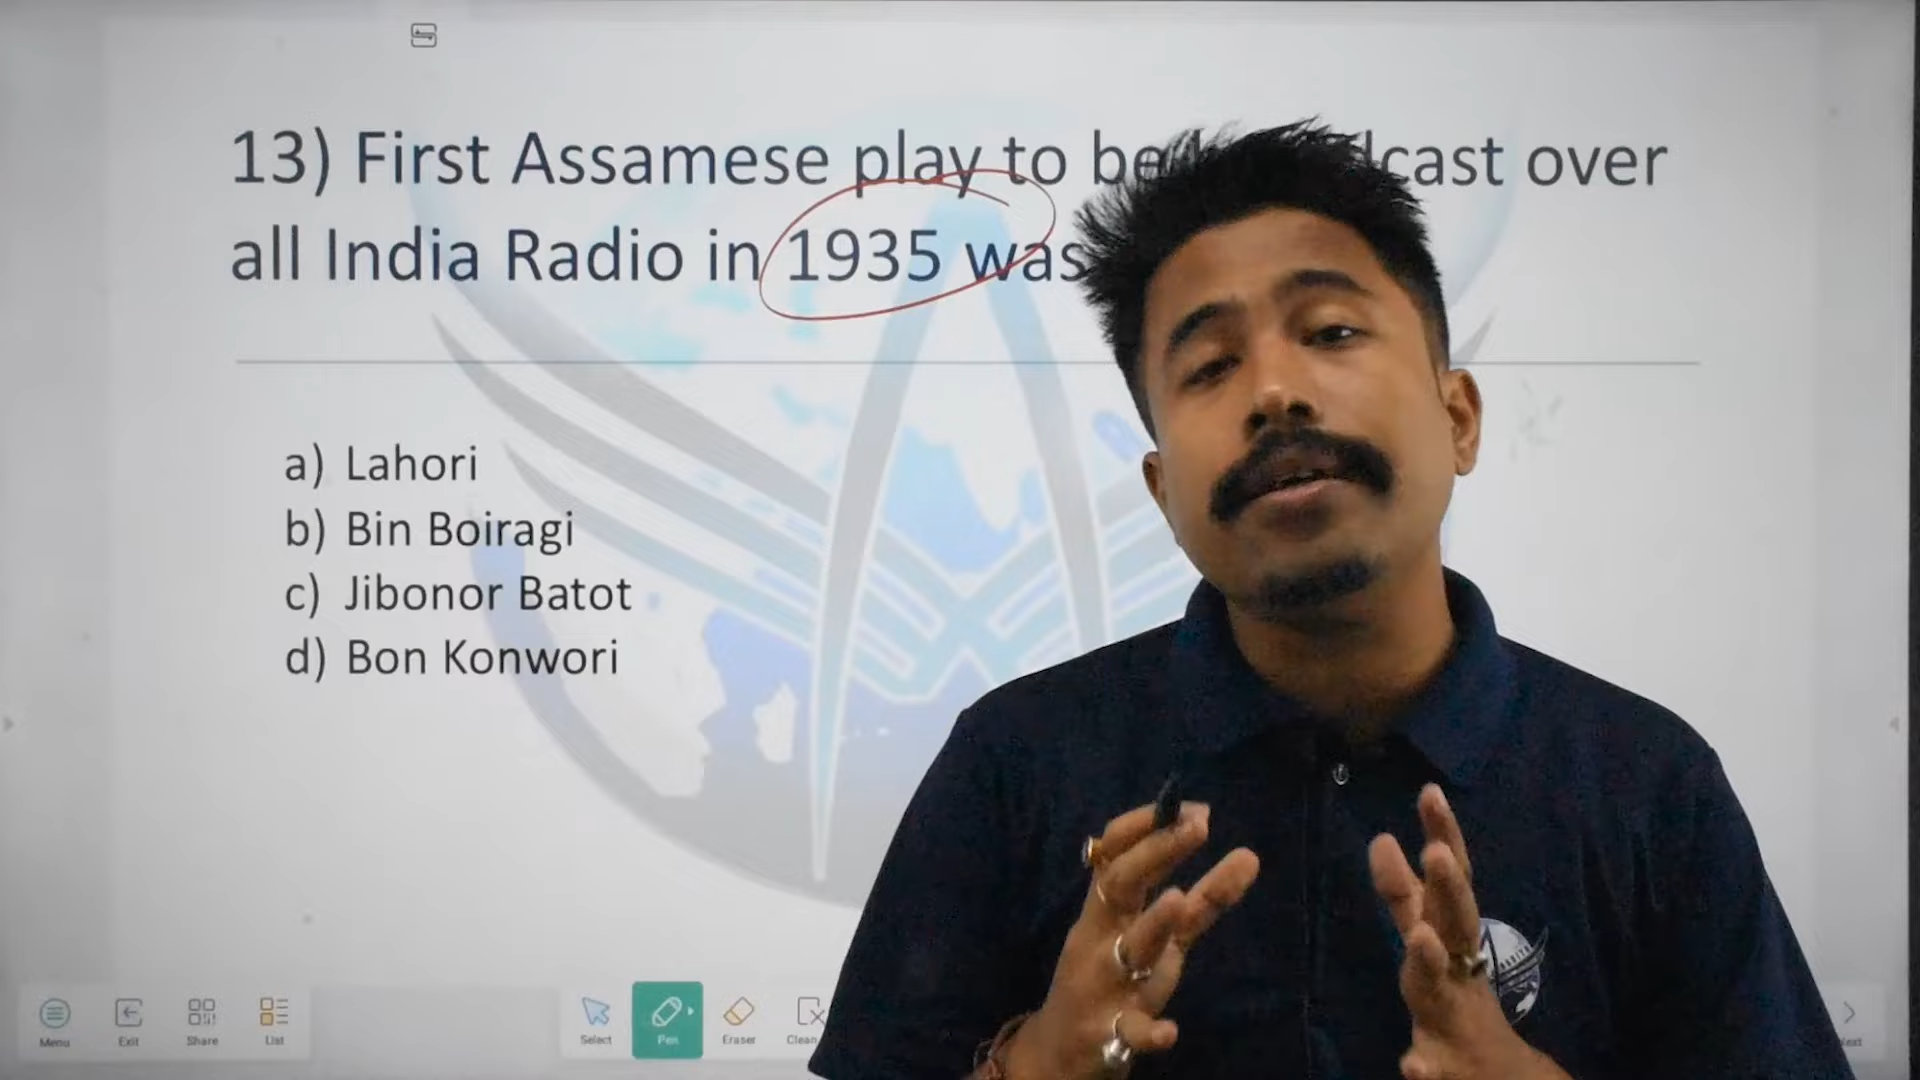 13) First Assamese play to be cast over
all India Radio in 1935 was
a) Lahori
b) Bin Boiragi
c) Jibonor Batot
d) Bon Konwori
Menu Exit Share List Select Pen Eraser Clean